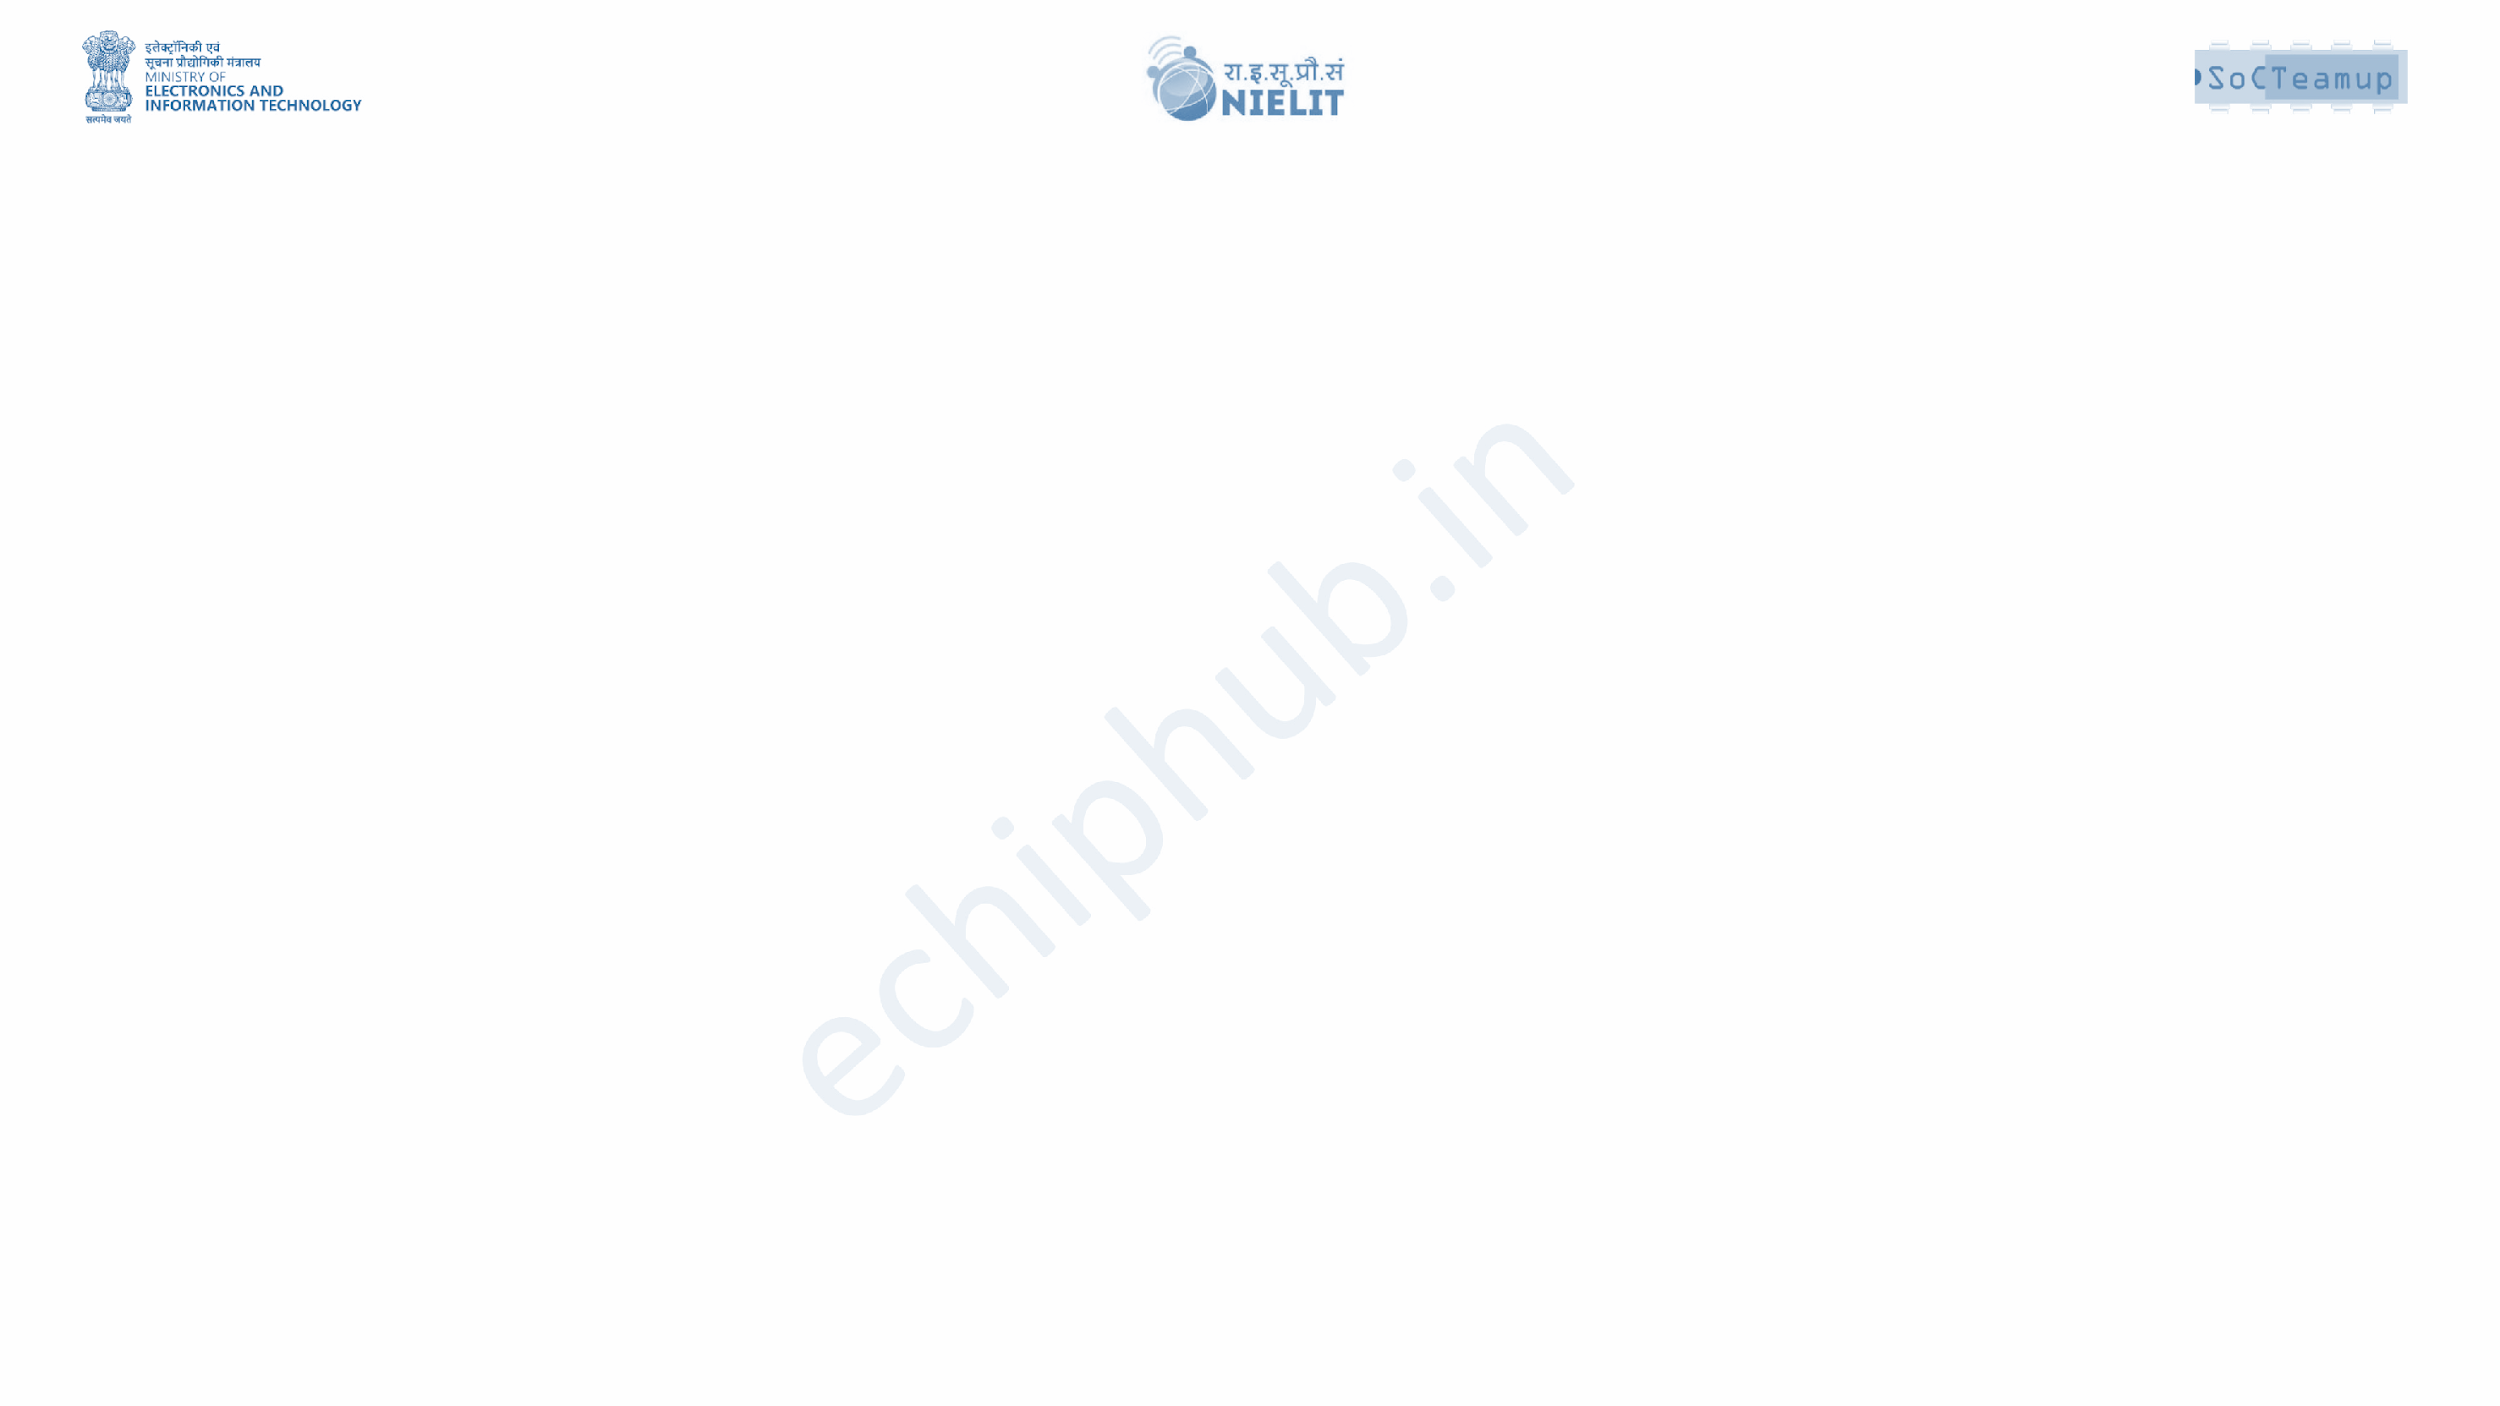 इलेक्ट्रॉनिकी एवं
सूचना प्रौद्योगिकी मंत्रालय
MINISTRY OF
ELECTRONICS AND
INFORMATION TECHNOLOGY
सत्यमेव जयते
रा.इ.सू.प्रौ.सं
NIELIT
SoCTeamup
echiphub.in